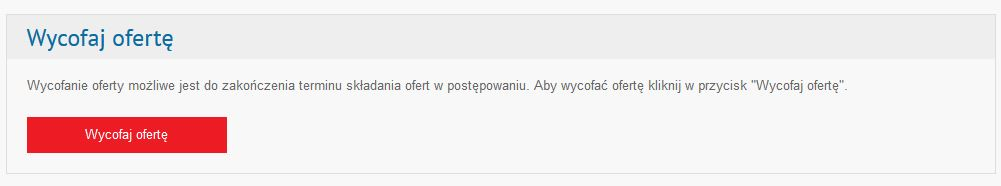 Wycofaj ofertę
Wycofanie oferty możliwe jest do zakończenia terminu składania ofert w postępowaniu. Aby wycofać ofertę kliknij w przycisk "Wycofaj ofertę".
Wycofaj ofertę